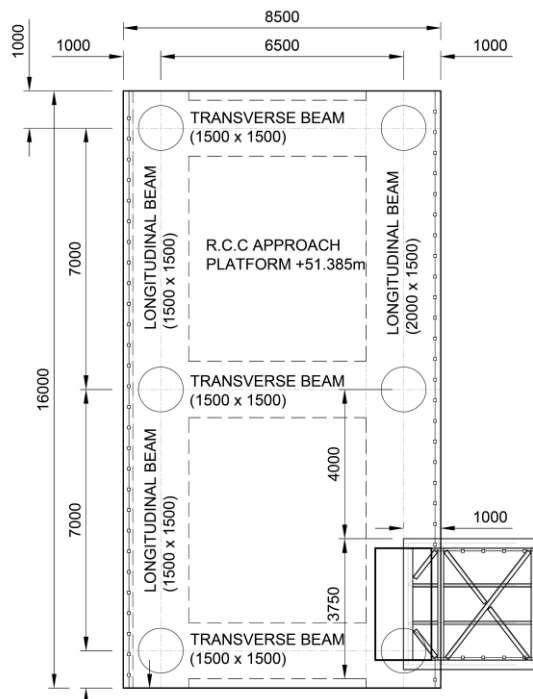 8500
1000
6500
1000
1000
TRANSVERSE BEAM
(1500 x 1500)
LONGITUDINAL BEAM
(1500 x 1500)
R.C.C APPROACH
PLATFORM +51.385m
LONGITUDINAL BEAM
(2000 x 1500)
7000
16000
TRANSVERSE BEAM
(1500 x 1500)
LONGITUDINAL BEAM
(1500 x 1500)
4000
1000
7000
3750
TRANSVERSE BEAM
(1500 x 1500)